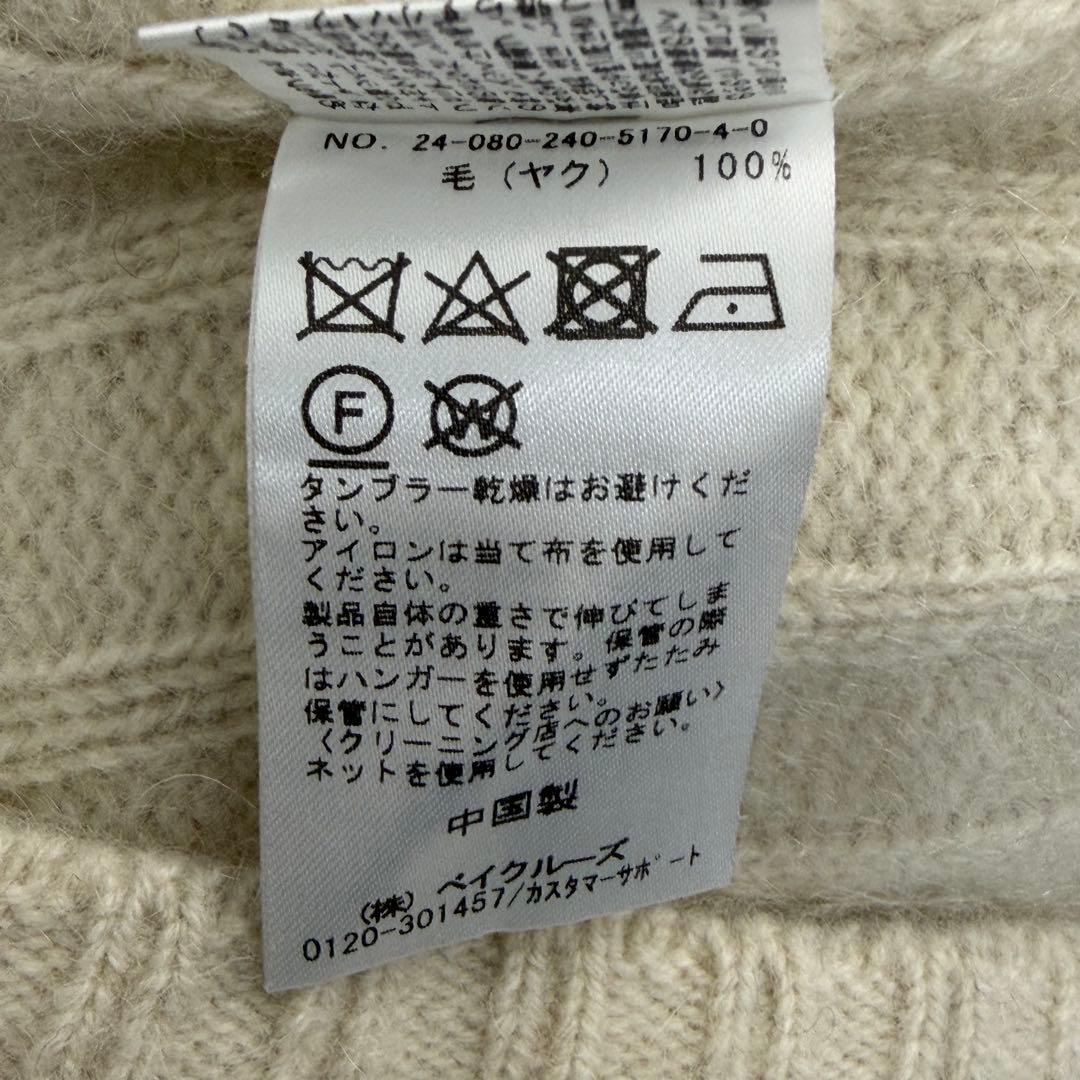 NO. 24-080-240-5170-4-0
毛（ヤク） 100%
F
W
タンブラー乾燥はお避けくだ
さい。
アイロンは当て布を使用して
ください。
製品自体の重さで伸びてしま
うことがあります。保管の際
はハンガーを使用せずたたみ
保管にしてください。
〈クリーニング店へのお願い〉
ネットを使用してください。
中国製
（株）ベイクルーズ
0120-301457/カスタマーサポート